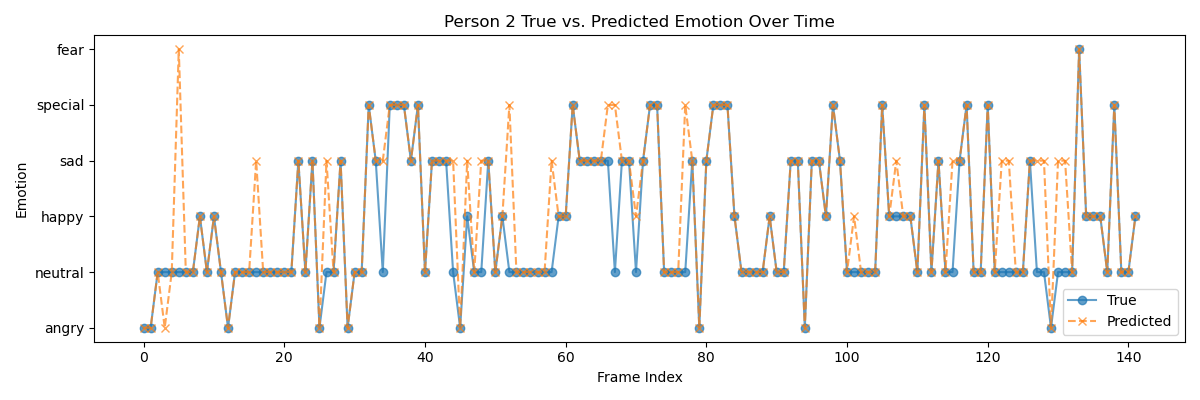 Person 2 True vs. Predicted Emotion Over Time
fear
special
sad
happy
neutral
angry
Emotion
0 20 40 60 80 100 120 140
Frame Index
True
Predicted